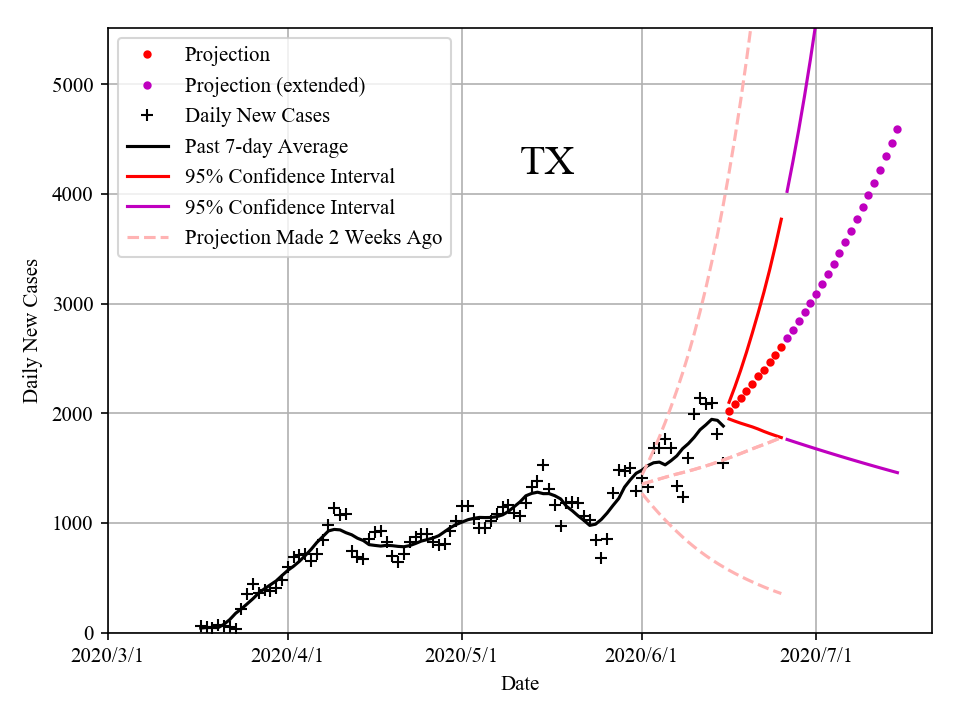 Projection
Projection (extended)
Daily New Cases
Past 7-day Average
95% Confidence Interval
95% Confidence Interval
Projection Made 2 Weeks Ago
TX
5000
4000
3000
2000
1000
0
Daily New Cases
2020/3/1 2020/4/1 2020/5/1 2020/6/1 2020/7/1
Date